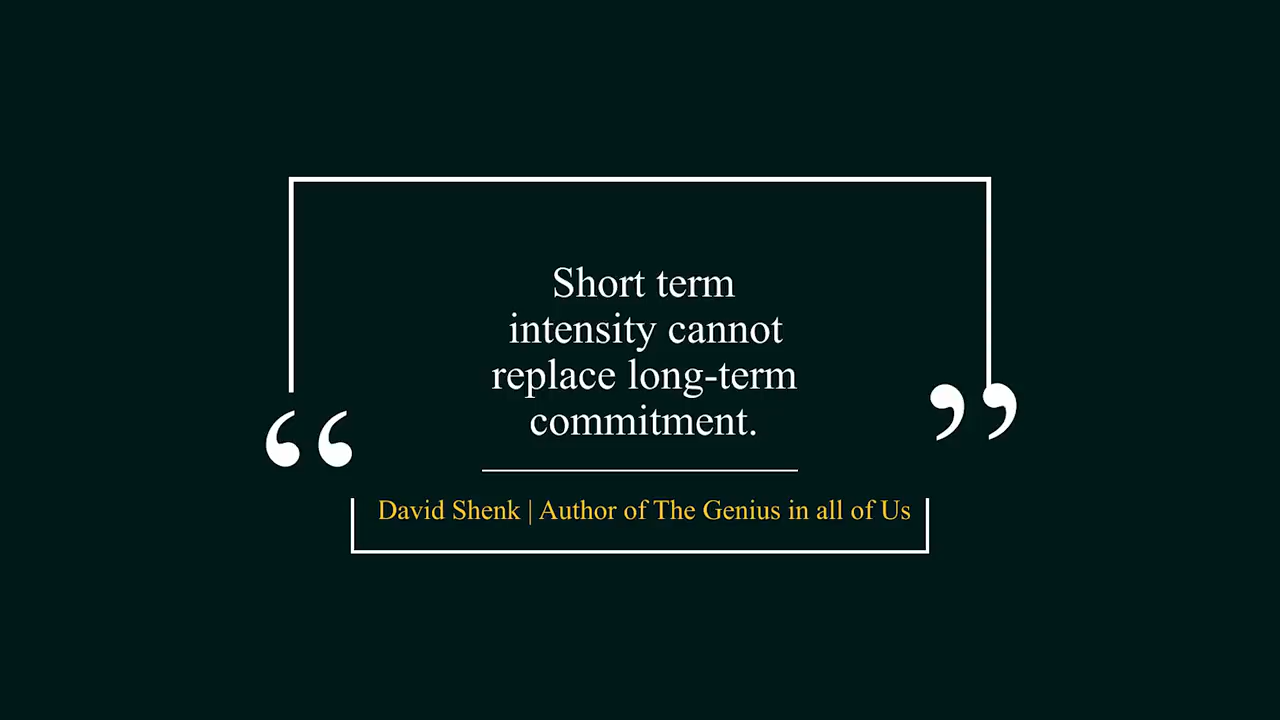 Short term
intensity cannot
replace long-term
commitment.
“ ”
David Shenk | Author of The Genius in all of Us